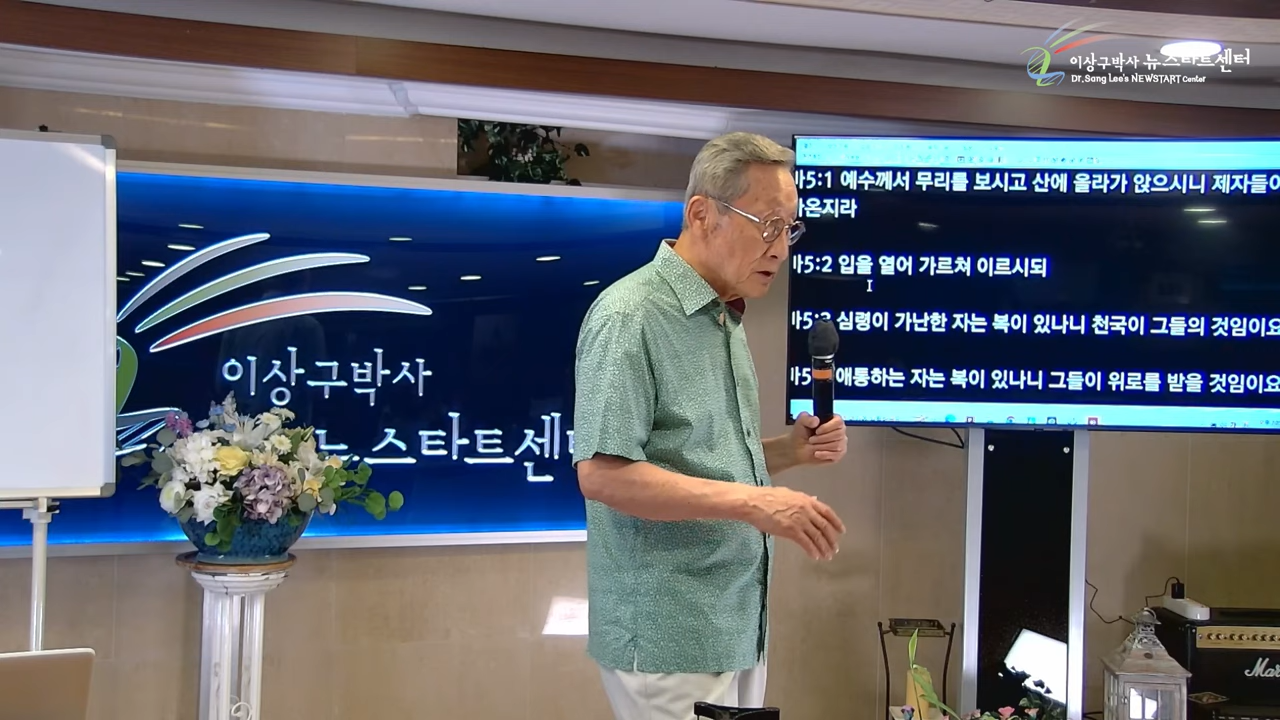 이상구박사 뉴스타트센터
Dr. Sang Lee's NEWSTART Center
이상구박사
뉴스타트센
5:1 예수께서 무리를 보시고 산에 올라가 앉으시니 제자들이
온지라
5:2 입을 열어 가르쳐 이르시되
심령이 가난한 자는 복이 있나니 천국이 그들의 것임이요
애통하는 자는 복이 있나니 그들이 위로를 받을 것임이요
Mar